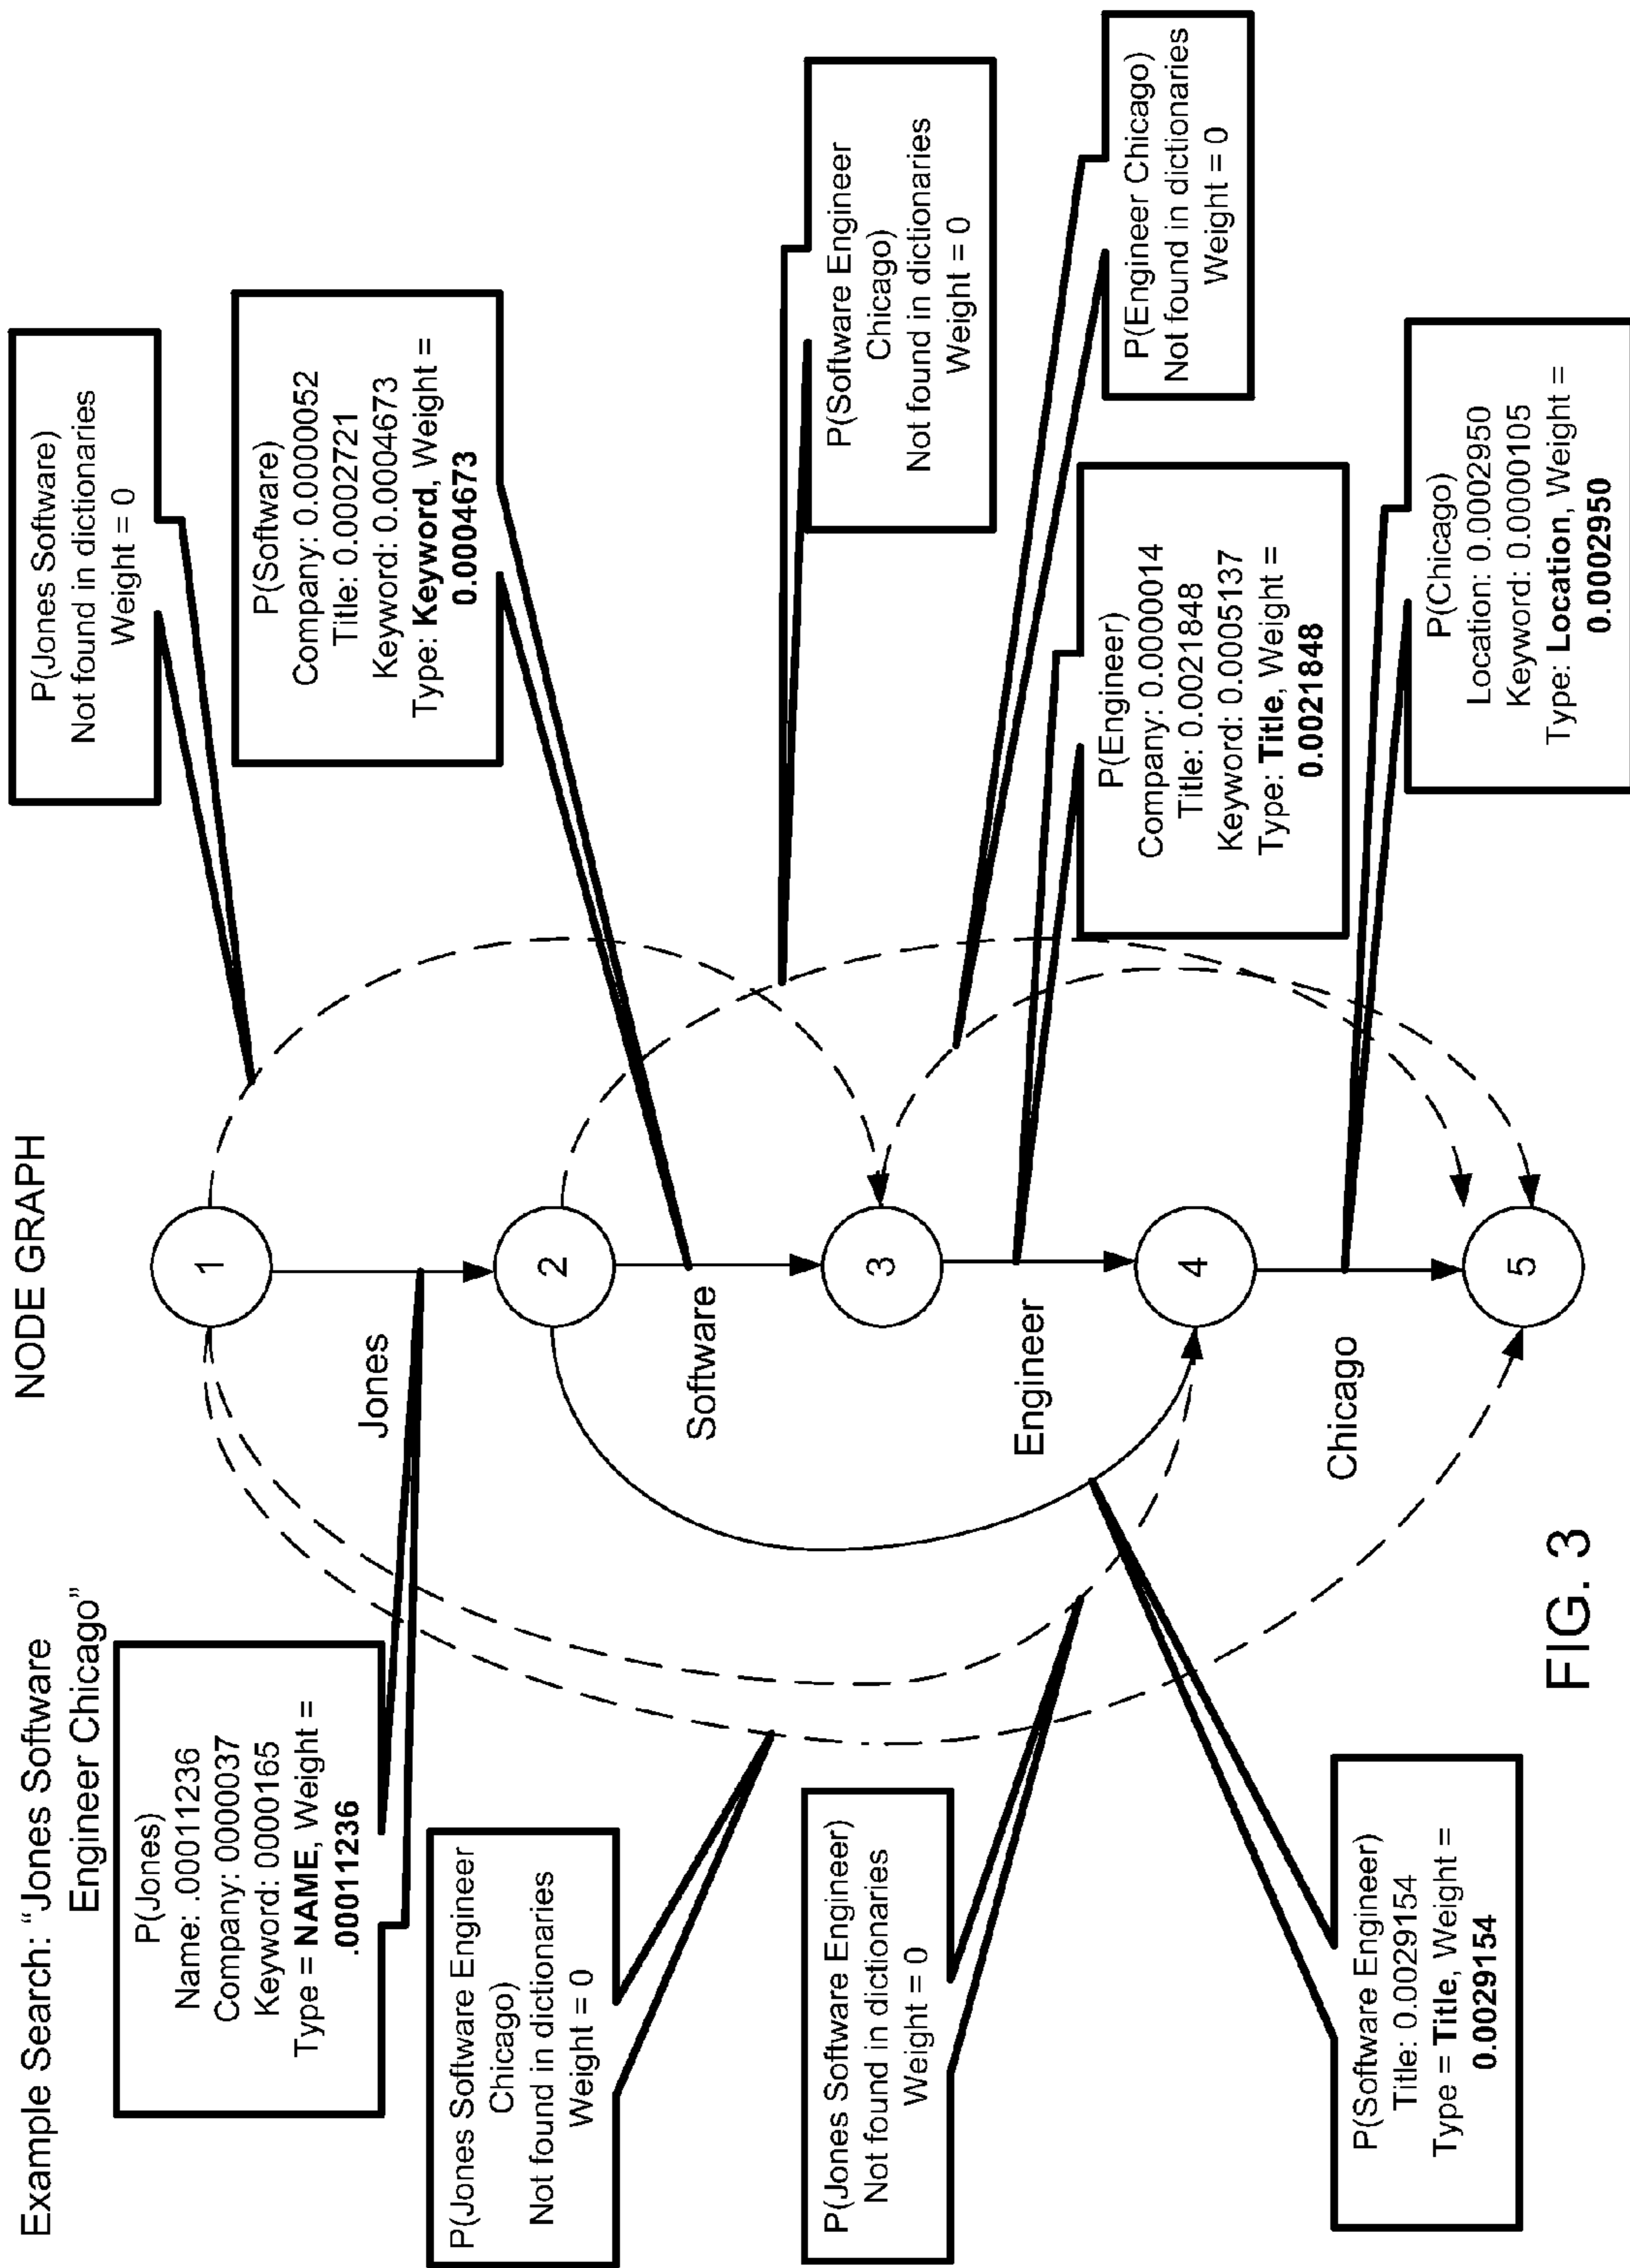 Example Search: “Jones Software
Engineer Chicago”
NODE GRAPH
P(Jones)
Name: .00011236
Company: 0000037
Keyword: 0000165
Type = NAME, Weight =
.00011236
P(Jones Software Engineer
Chicago)
Not found in dictionaries
Weight = 0
P(Jones Software Engineer)
Not found in dictionaries
Weight = 0
P(Software Engineer)
Title: 0.0029154
Type = Title, Weight =
0.0029154
1
Jones
2
Software
3
Engineer
4
Chicago
5
P(Jones Software)
Not found in dictionaries
Weight = 0
P(Software)
Company: 0.0000052
Title: 0.0002721
Keyword: 0.0004673
Type: Keyword, Weight =
0.0004673
P(Software Engineer
Chicago)
Not found in dictionaries
Weight = 0
P(Engineer Chicago)
Not found in dictionaries
Weight = 0
P(Engineer)
Company: 0.0000014
Title: 0.0021848
Keyword: 0.0005137
Type: Title, Weight =
0.0021848
P(Chicago)
Location: 0.0002950
Keyword: 0.0000105
Type: Location, Weight =
0.0002950
FIG. 3